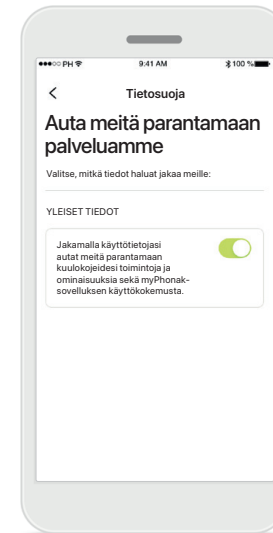 ●●●○○ PH 9:41 AM 100 %
Tietosuoja
Auta meitä parantamaan
palveluamme
Valitse, mitkä tiedot haluat jakaa meille:
YLEISET TIEDOT
Jakamalla käyttötietojasi
autat meitä parantamaan
kuulokojeidesi toimintoja ja
ominaisuuksia sekä myPhonak-
sovelluksen käyttökokemusta.